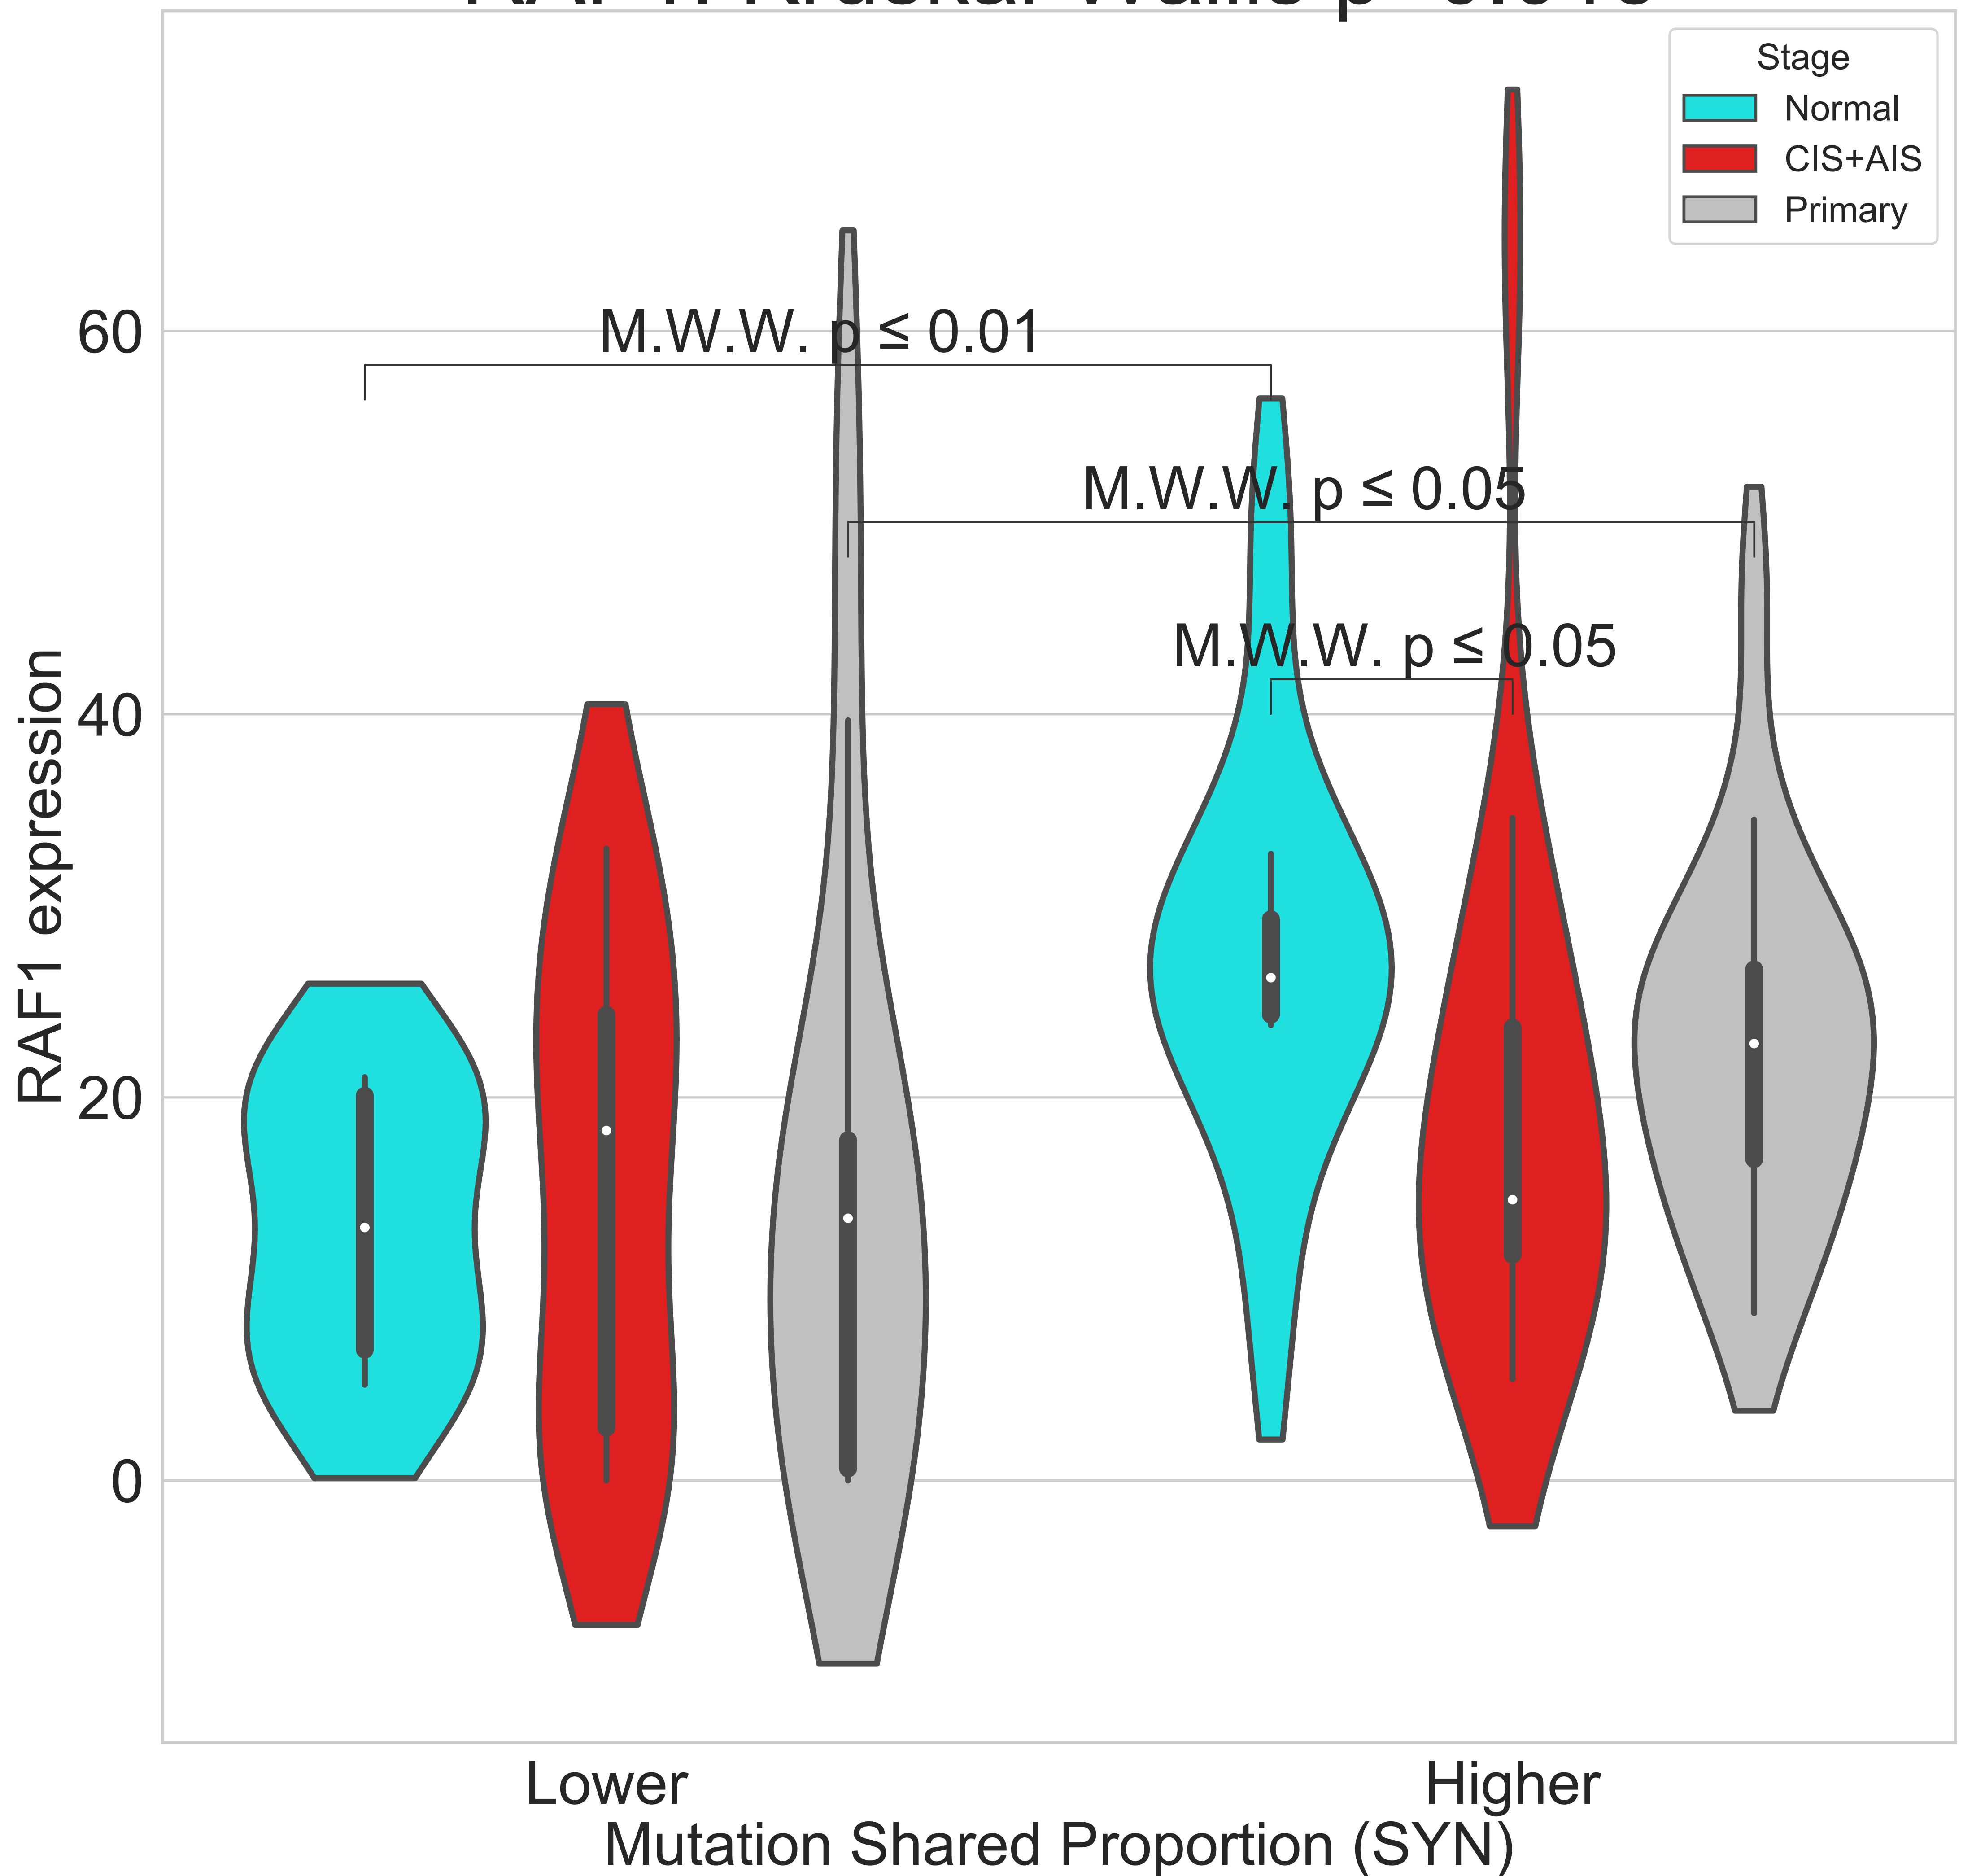 Stage
Normal
CIS+AIS
Primary
M.W.W. p ≤ 0.01
M.W.W. p ≤ 0.05
M.W.W. p ≤ 0.05
60
40
20
0
RAF1 expression
Lower
Higher
Mutation Shared Proportion (SYN)